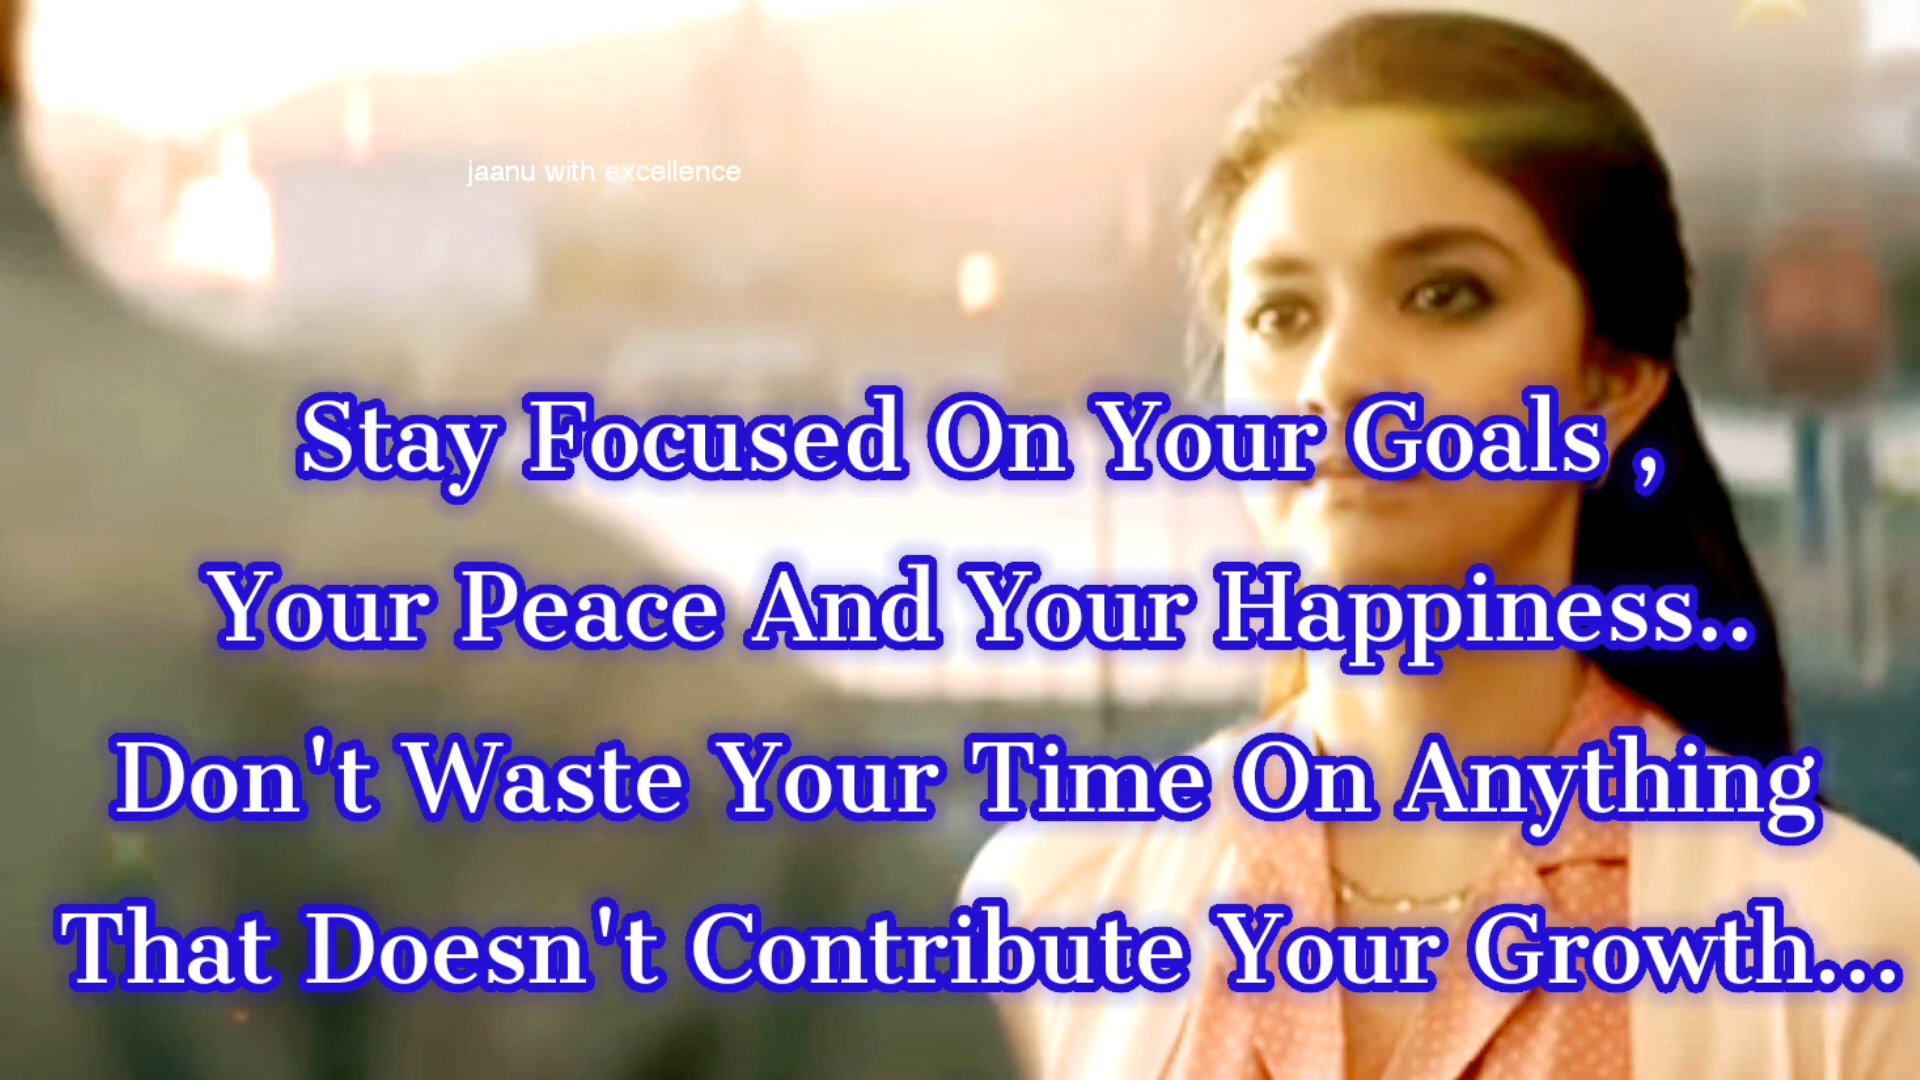 jaanu with excellence
Stay Focused On Your Goals ,
Your Peace And Your Happiness..
Don't Waste Your Time On Anything
That Doesn't Contribute Your Growth...